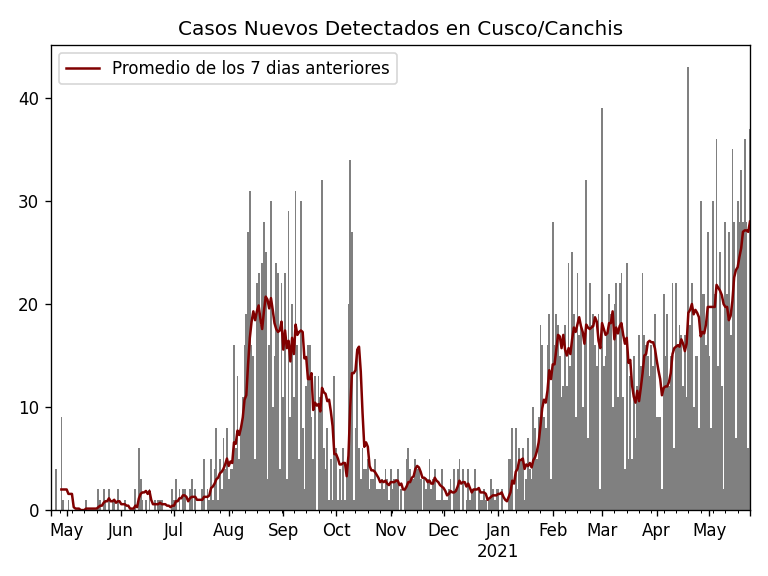 Casos Nuevos Detectados en Cusco/Canchis
Promedio de los 7 dias anteriores
40
30
20
10
0
May Jun Jul Aug Sep Oct Nov Dec Jan Feb Mar Apr May
2021